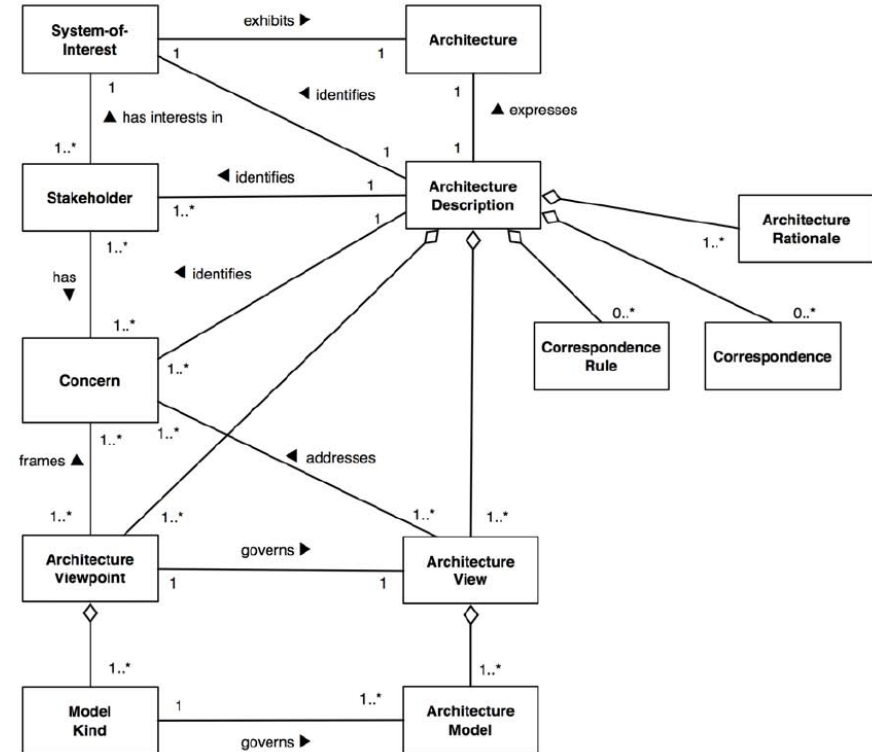 exhibits ▶
System-of-
Interest
Architecture
1
1
1
1
◀ identifies
▲ expresses
▲ has interests in
1..*
1
1
◀ identifies
1
Stakeholder
Architecture
Description
1..*
1
Architecture
Rationale
1..*
1..*
has
▼
◀ identifies
1..*
0..*
0..*
Correspondence
Rule
Correspondence
1..*
Concern
1..*
1..*
frames ▲
◀ addresses
1..*
1..*
1..*
1..*
Architecture
Viewpoint
governs ▶
Architecture
View
1
1
1..*
1..*
Model
Kind
1
1..*
Architecture
Model
governs ▶